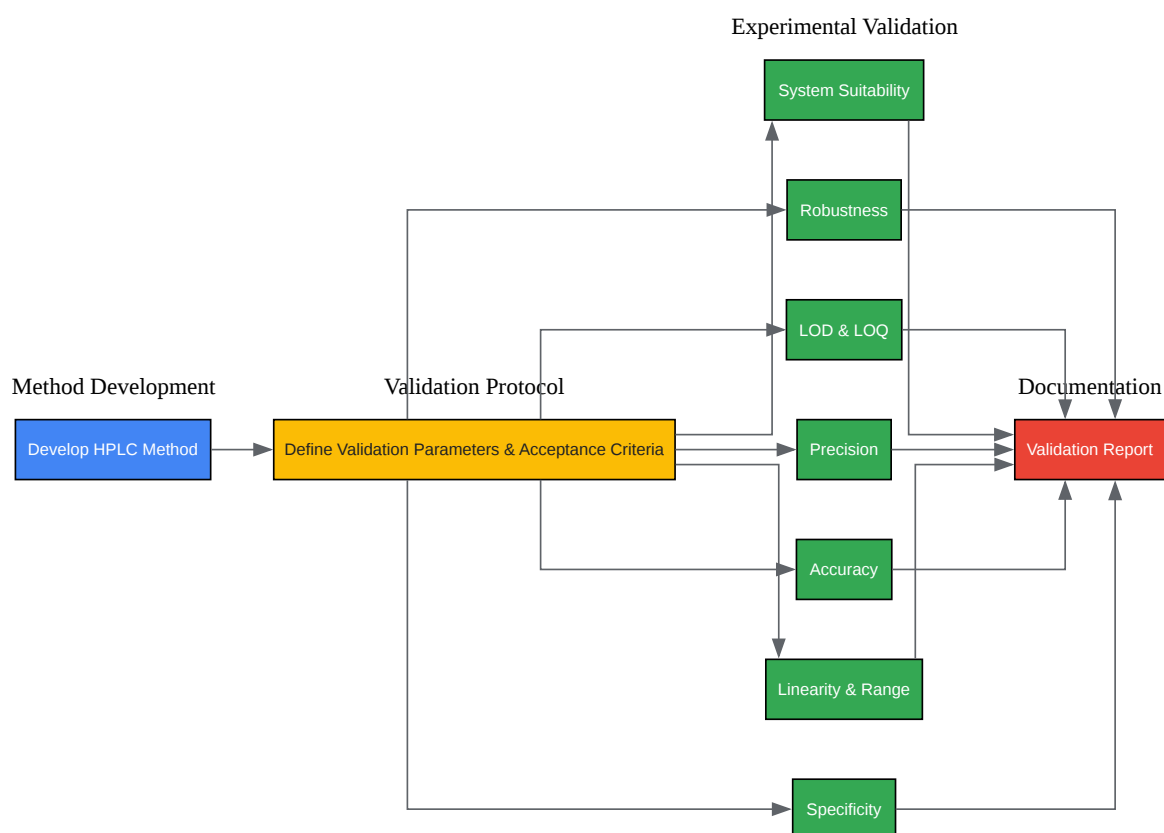 Experimental Validation
System Suitability
Robustness
LOD & LOQ
Method Development
Validation Protocol
Documentation
Develop HPLC Method
Define Validation Parameters & Acceptance Criteria
Precision
Validation Report
Accuracy
Linearity & Range
Specificity